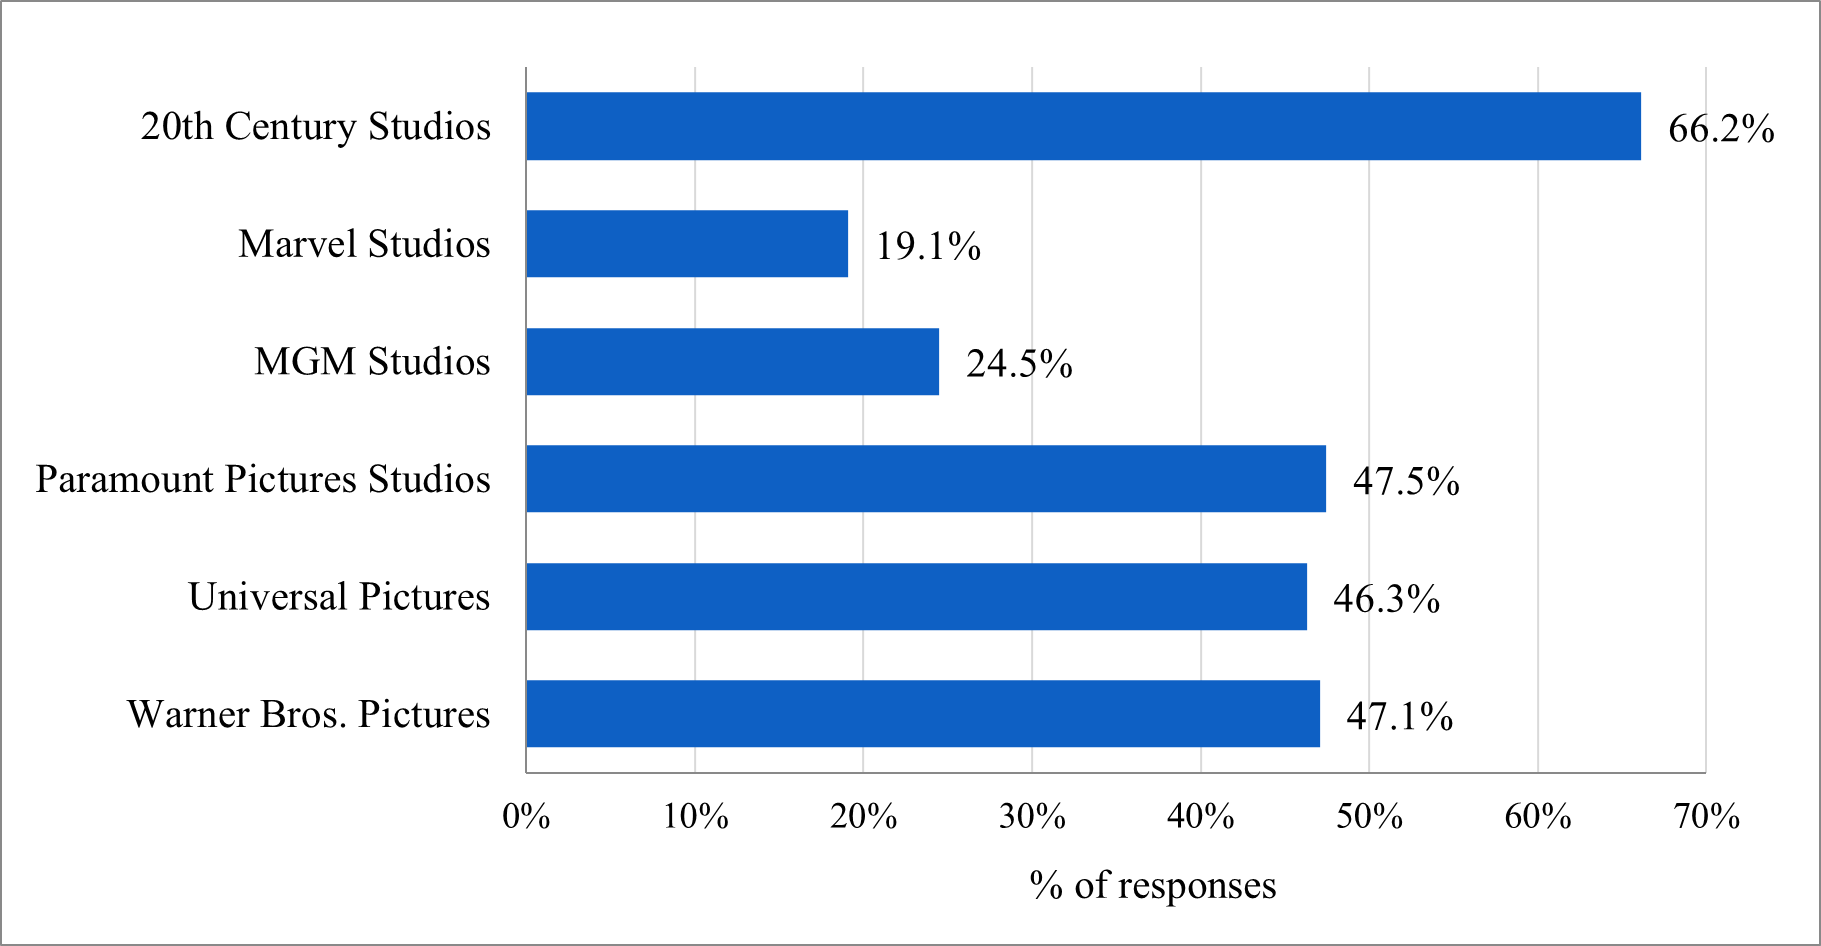 20th Century Studios 66.2%
Marvel Studios 19.1%
MGM Studios 24.5%
Paramount Pictures Studios 47.5%
Universal Pictures 46.3%
Warner Bros. Pictures 47.1%
0% 10% 20% 30% 40% 50% 60% 70%
% of responses